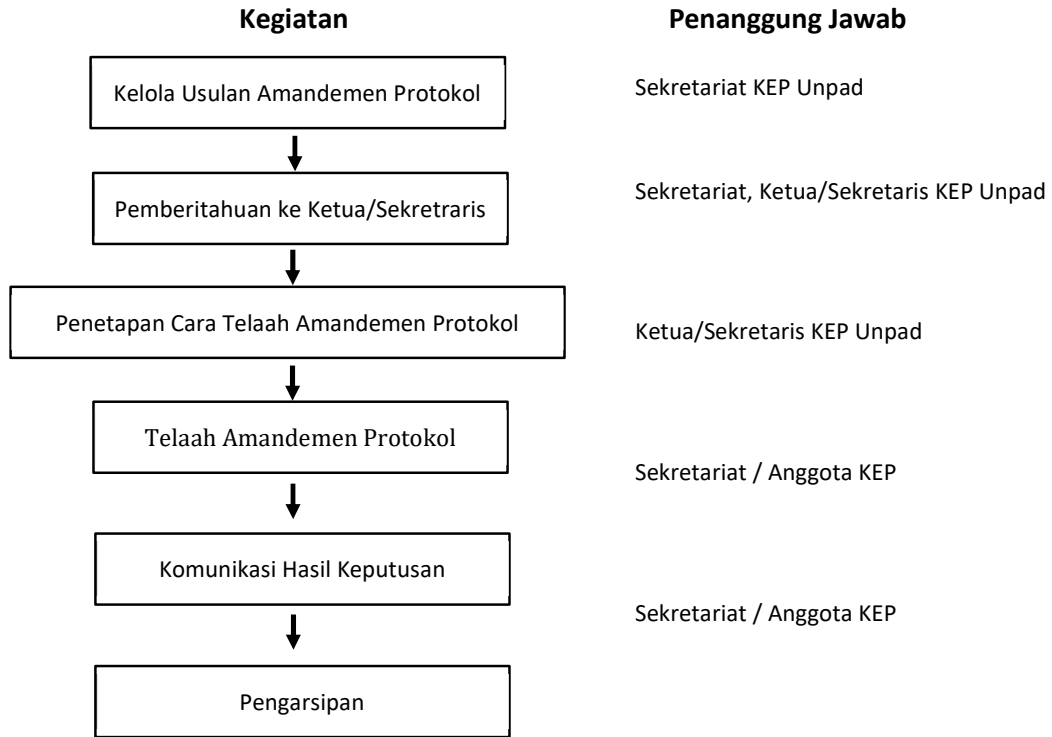 Kegiatan
Penanggung Jawab
Kelola Usulan Amandemen Protokol
Sekretariat KEP Unpad
Pemberitahuan ke Ketua/Sekretraris
Sekretariat, Ketua/Sekretaris KEP Unpad
Penetapan Cara Telaah Amandemen Protokol
Ketua/Sekretaris KEP Unpad
Telaah Amandemen Protokol
Sekretariat / Anggota KEP
Komunikasi Hasil Keputusan
Sekretariat / Anggota KEP
Pengarsipan